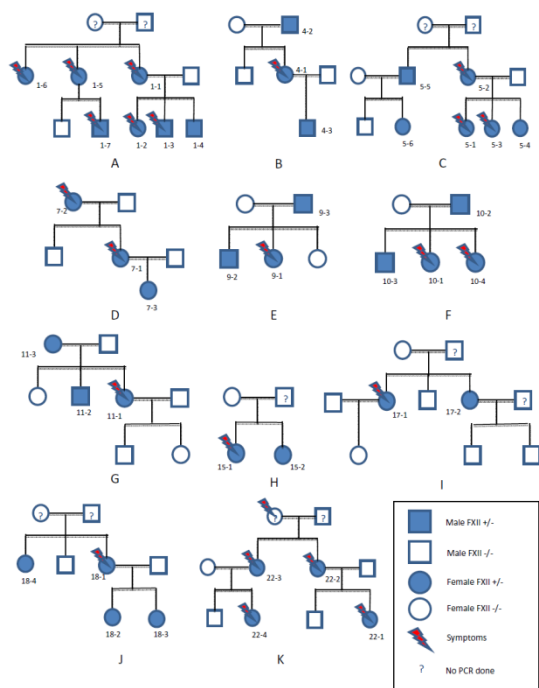 ? ?
4-2
? ?
1-6 1-5 1-1
4-1
5-5 5-2
1-7 1-2 1-3 1-4
4-3
5-6 5-1 5-3 5-4
A B C
7-2
9-3
10-2
7-1
9-2 9-1
10-3 10-1 10-4
7-3
D E F
11-3
?
?
11-2 11-1
17-1 17-2 ?
15-1 15-2
G H I
? ?
? ?
18-4 18-1
22-3 22-2
18-2 18-3
22-4 22-1
J K
Male FXII +/-
Male FXII -/-
Female FXII +/-
Female FXII -/-
Symptoms
? No PCR done